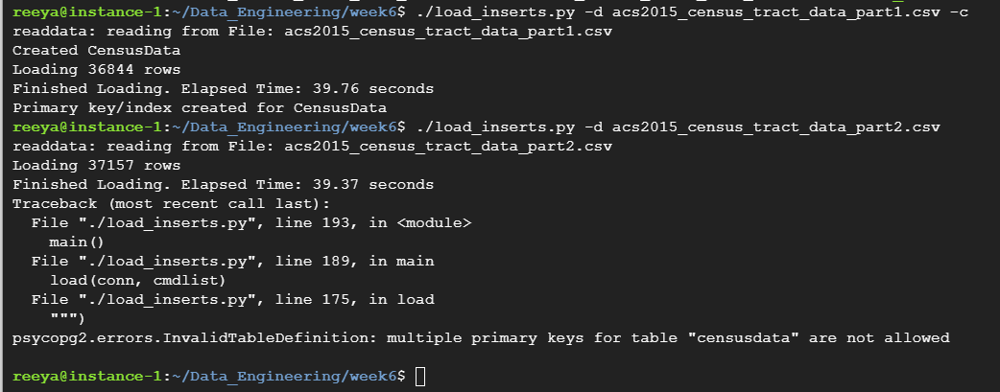 reeya@instance-1:~/Data_Engineering/week6$ ./load_inserts.py -d acs2015_census_tract_data_part1.csv -c
readdata: reading from File: acs2015_census_tract_data_part1.csv
Created CensusData
Loading 36844 rows
Finished Loading. Elapsed Time: 39.76 seconds
Primary key/index created for CensusData
reeya@instance-1:~/Data_Engineering/week6$ ./load_inserts.py -d acs2015_census_tract_data_part2.csv
readdata: reading from File: acs2015_census_tract_data_part2.csv
Loading 37157 rows
Finished Loading. Elapsed Time: 39.37 seconds
Traceback (most recent call last):
  File "./load_inserts.py", line 193, in <module>
    main()
  File "./load_inserts.py", line 189, in main
    load(conn, cmdlist)
  File "./load_inserts.py", line 175, in load
    """)
psycopg2.errors.InvalidTableDefinition: multiple primary keys for table "censusdata" are not allowed
reeya@instance-1:~/Data_Engineering/week6$